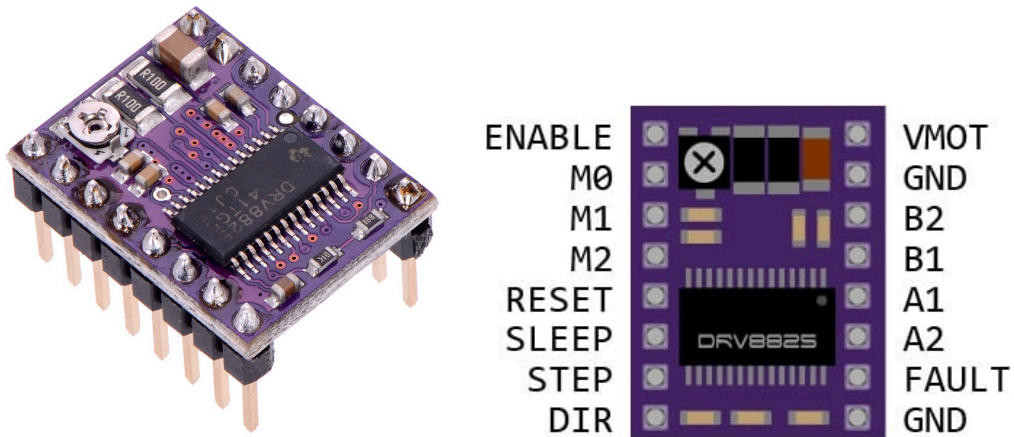 R100
R100
ENABLE
M0
M1
M2
RESET
SLEEP
STEP
DIR
DRV8825
VMOT
GND
B2
B1
A1
A2
FAULT
GND